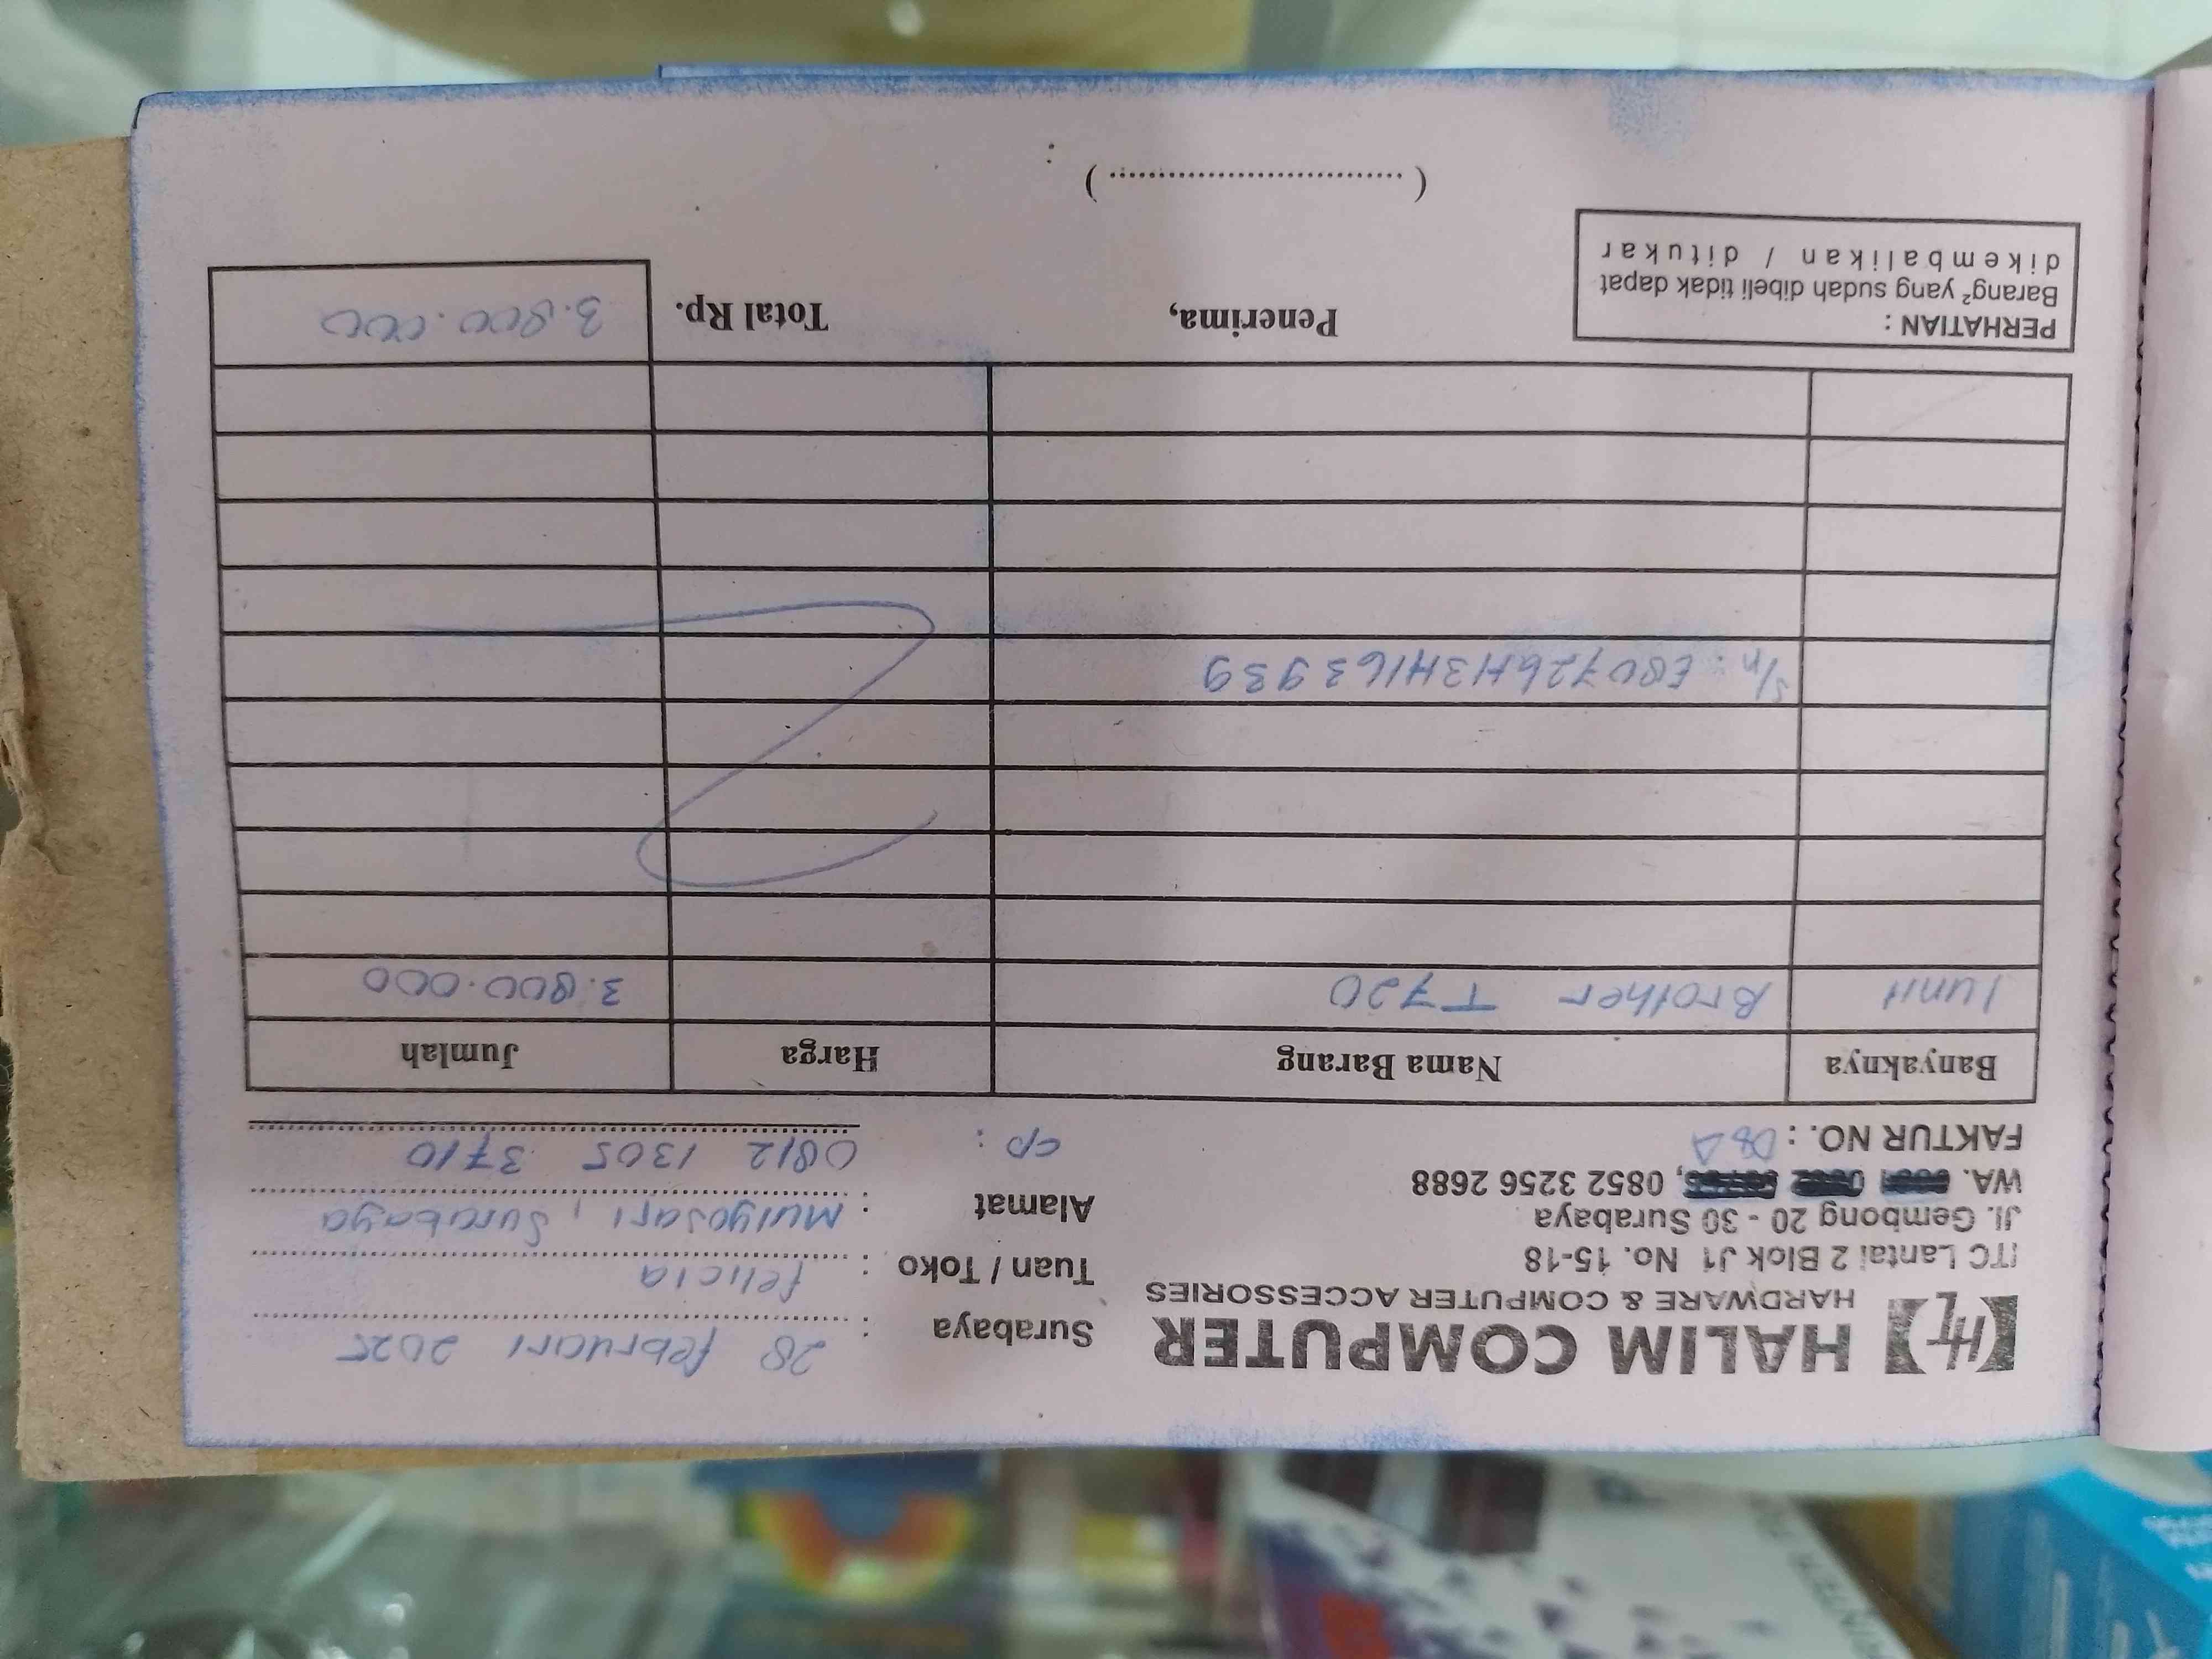 HALIM COMPUTER
HARDWARE & COMPUTER ACCESSORIES
ITC Lantai 2 Blok J1 No. 15-18
Jl. Gembong 20 - 30 Surabaya
WA. , 0852 3256 2688
FAKTUR NO. :
Surabaya : 28 februari 2025
Tuan / Toko : felicia
Alamat : Mulyosari, Surabaya
cp : 0812 1305 3710
Banyaknya Nama Barang Harga Jumlah
1 unit Brother T720 3.800.000
S/n : E80726H3H163939
PERHATIAN :
Barang² yang sudah dibeli tidak dapat
dikembalikan / ditukar
Penerima,
Total Rp. 3.800.000
( .............................. )